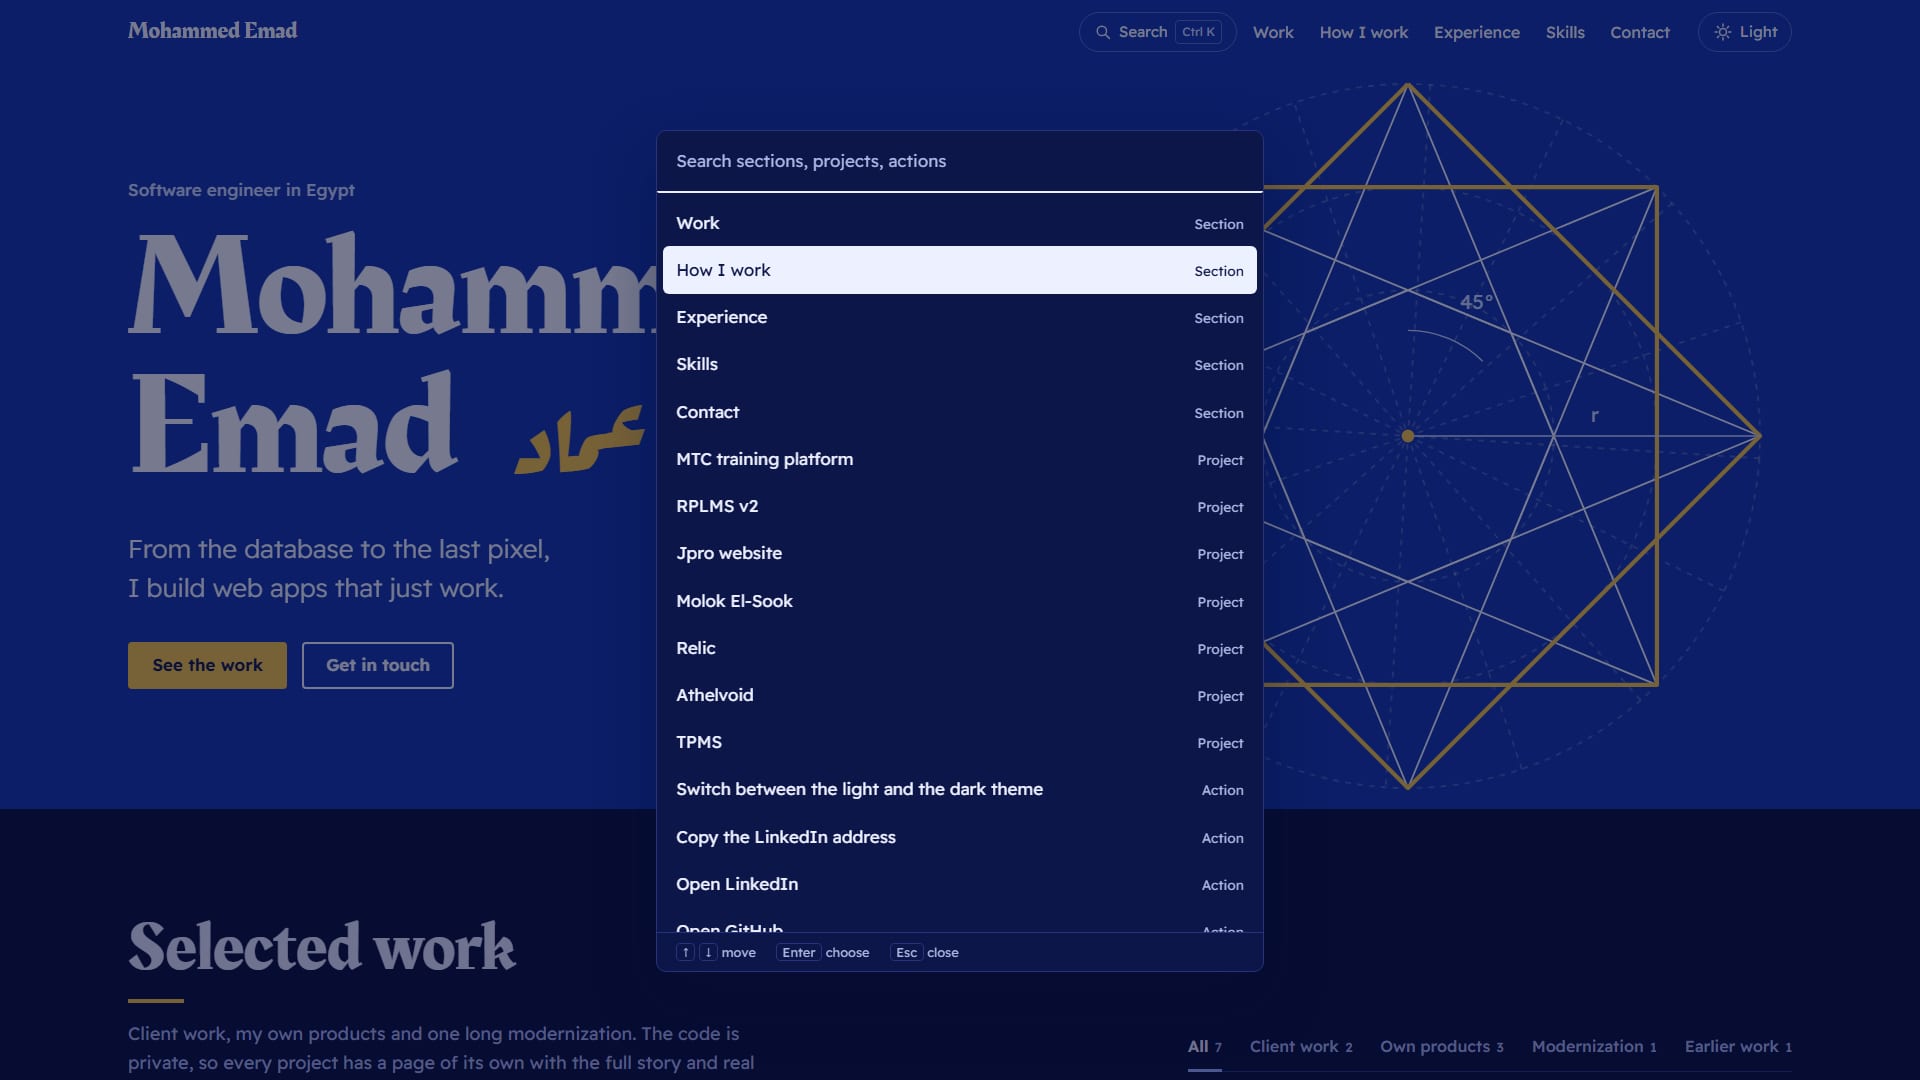 Mohammed Emad
Search Ctrl K Work How I work Experience Skills Contact Light
Software engineer in Egypt
Mohamm
Emad عماد
From the database to the last pixel,
I build web apps that just work.
See the work Get in touch
Search sections, projects, actions
Work Section
How I work Section
Experience Section
Skills Section
Contact Section
MTC training platform Project
RPLMS v2 Project
Jpro website Project
Molok El-Sook Project
Relic Project
Athelvoid Project
TPMS Project
Switch between the light and the dark theme Action
Copy the LinkedIn address Action
Open LinkedIn Action
Open GitHub Action
↑ ↓ move Enter choose Esc close
45°
r
Selected work
Client work, my own products and one long modernization. The code is
private, so every project has a page of its own with the full story and real
All 7 Client work 2 Own products 3 Modernization 1 Earlier work 1